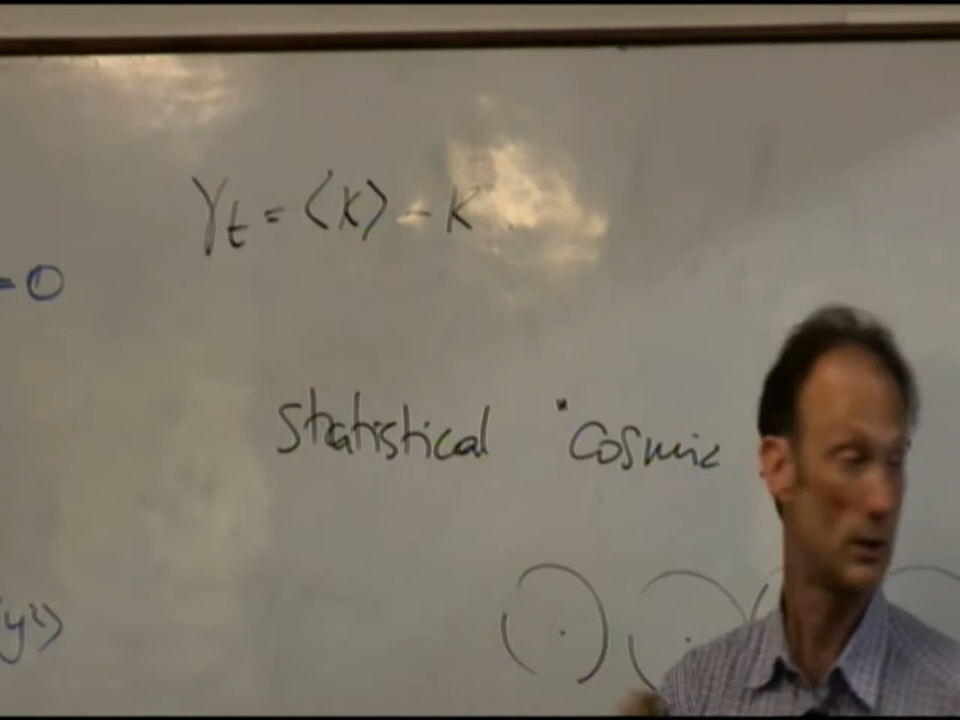 γt = ⟨K⟩ - K
= 0
statistical "cosmic
y²)